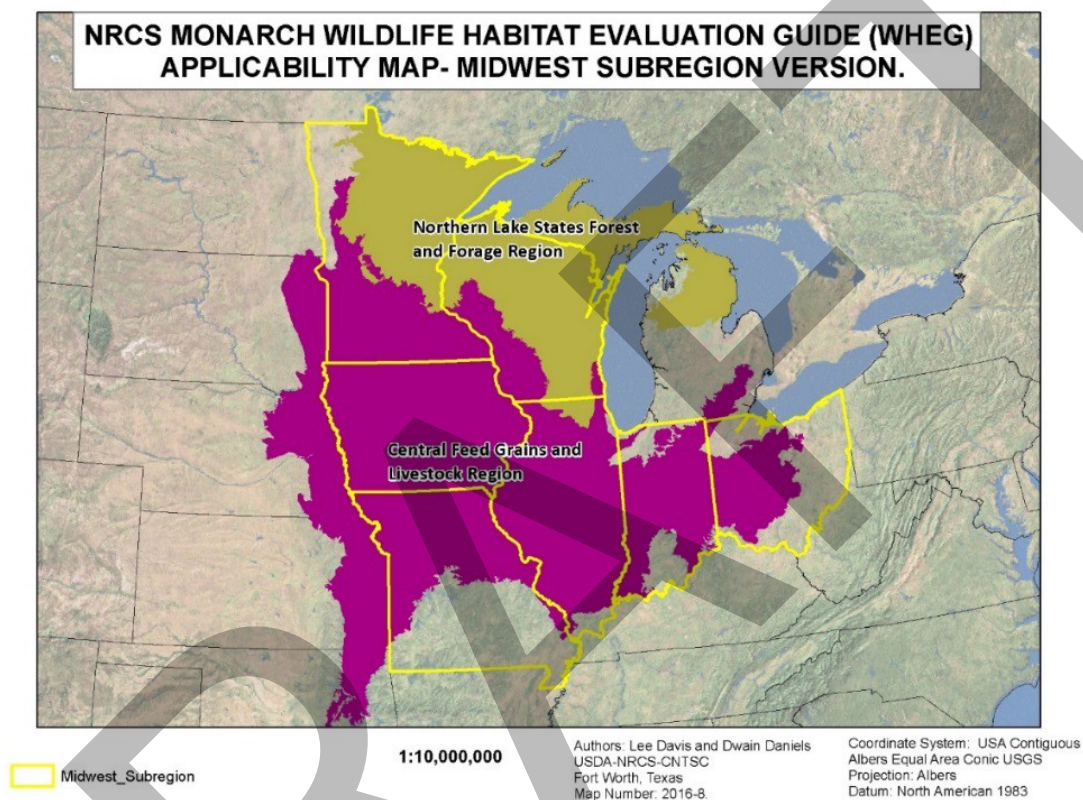 NRCS MONARCH WILDLIFE HABITAT EVALUATION GUIDE (WHEG)
APPLICABILITY MAP- MIDWEST SUBREGION VERSION.
Northern Lake States Forest
and Forage Region
Central Feed Grains and
Livestock Region
Midwest_Subregion
1:10,000,000
Authors: Lee Davis and Dwain Daniels
USDA-NRCS-CNTSC
Fort Worth, Texas
Map Number: 2016-8.
Coordinate System: USA Contiguous
Albers Equal Area Conic USGS
Projection: Albers
Datum: North American 1983